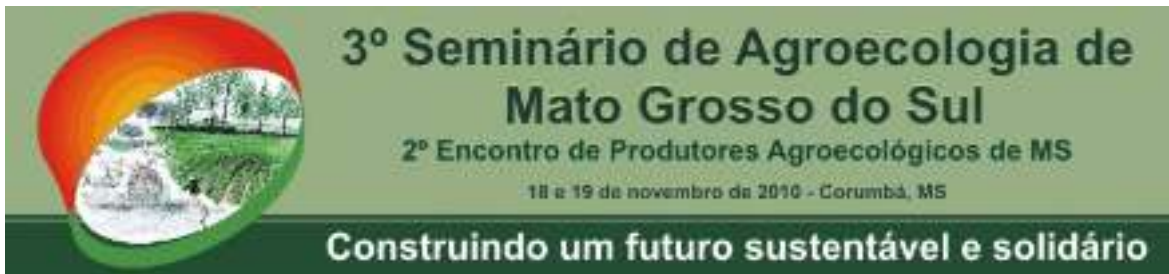 3º Seminário de Agroecologia de
Mato Grosso do Sul
2º Encontro de Produtores Agroecológicos de MS
18 e 19 de novembro de 2010 - Corumbá, MS
Construindo um futuro sustentável e solidário